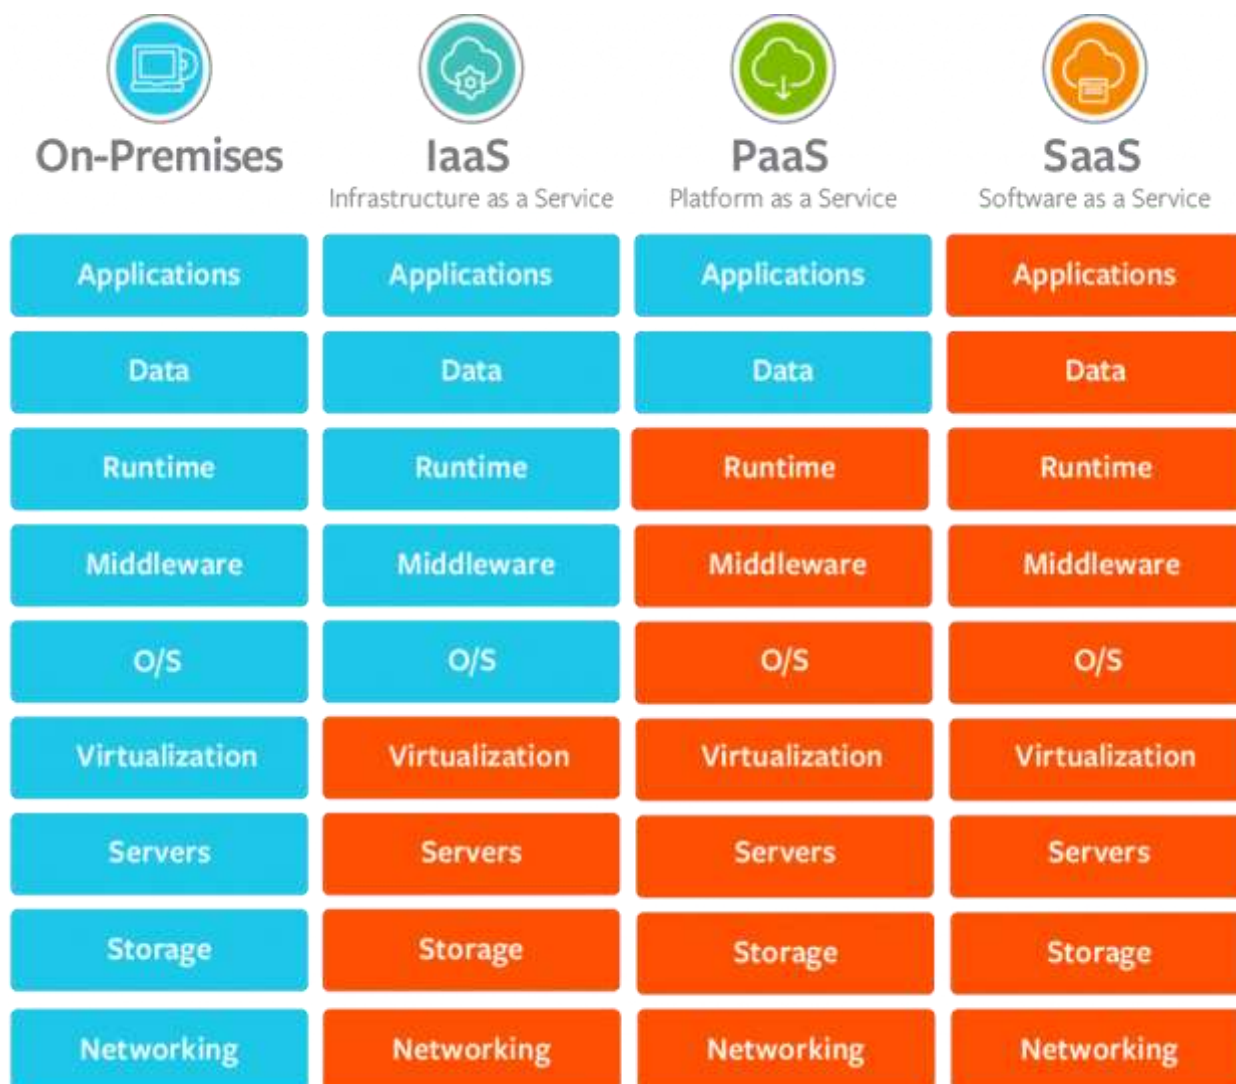 On-Premises
IaaS
PaaS
SaaS
Infrastructure as a Service
Platform as a Service
Software as a Service
Applications
Applications
Applications
Applications
Data
Data
Data
Data
Runtime
Runtime
Runtime
Runtime
Middleware
Middleware
Middleware
Middleware
O/S
O/S
O/S
O/S
Virtualization
Virtualization
Virtualization
Virtualization
Servers
Servers
Servers
Servers
Storage
Storage
Storage
Storage
Networking
Networking
Networking
Networking